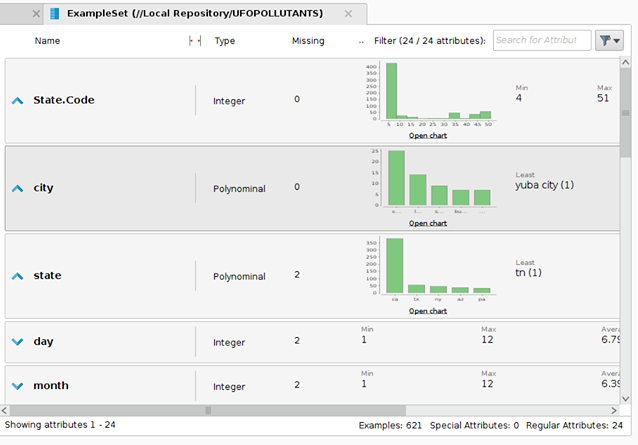 ExampleSet (//Local Repository/UFOPOLLUTANTS)
Name Type Missing .. Filter (24 / 24 attributes): Search for Attribut
State.Code Integer 0
400
350
300
250
200
150
100
50
0
5 10 15 20 25 30 35 40 45 50
Open chart
Min Max
4 51
city Polynominal 0
25
20
15
10
5
0
Open chart
Least
yuba city (1)
state Polynominal 2
350
300
250
200
150
100
50
0
ca tx ny az pa
Open chart
Least
tn (1)
day Integer 2
Min Max Avera
1 12 6.79
month Integer 2
Min Max Avera
1 12 6.39
Showing attributes 1 - 24 Examples: 621 Special Attributes: 0 Regular Attributes: 24